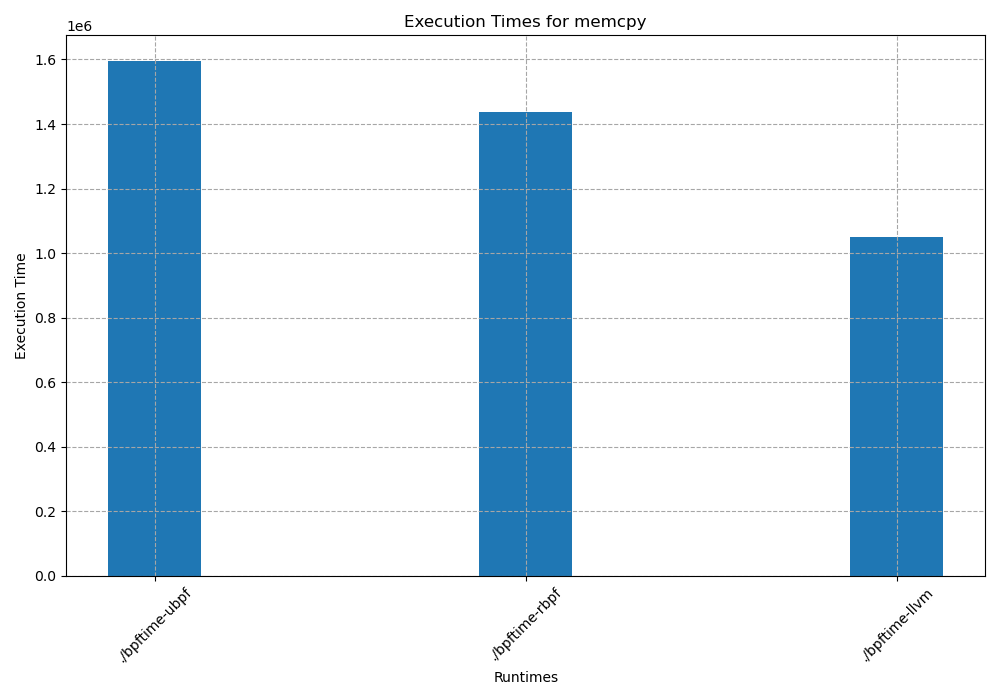 Execution Times for memcpy
1e6
1.6
1.4
1.2
1.0
0.8
0.6
0.4
0.2
0.0
Execution Time
./bpftime-ubpf
./bpftime-rbpf
./bpftime-llvm
Runtimes